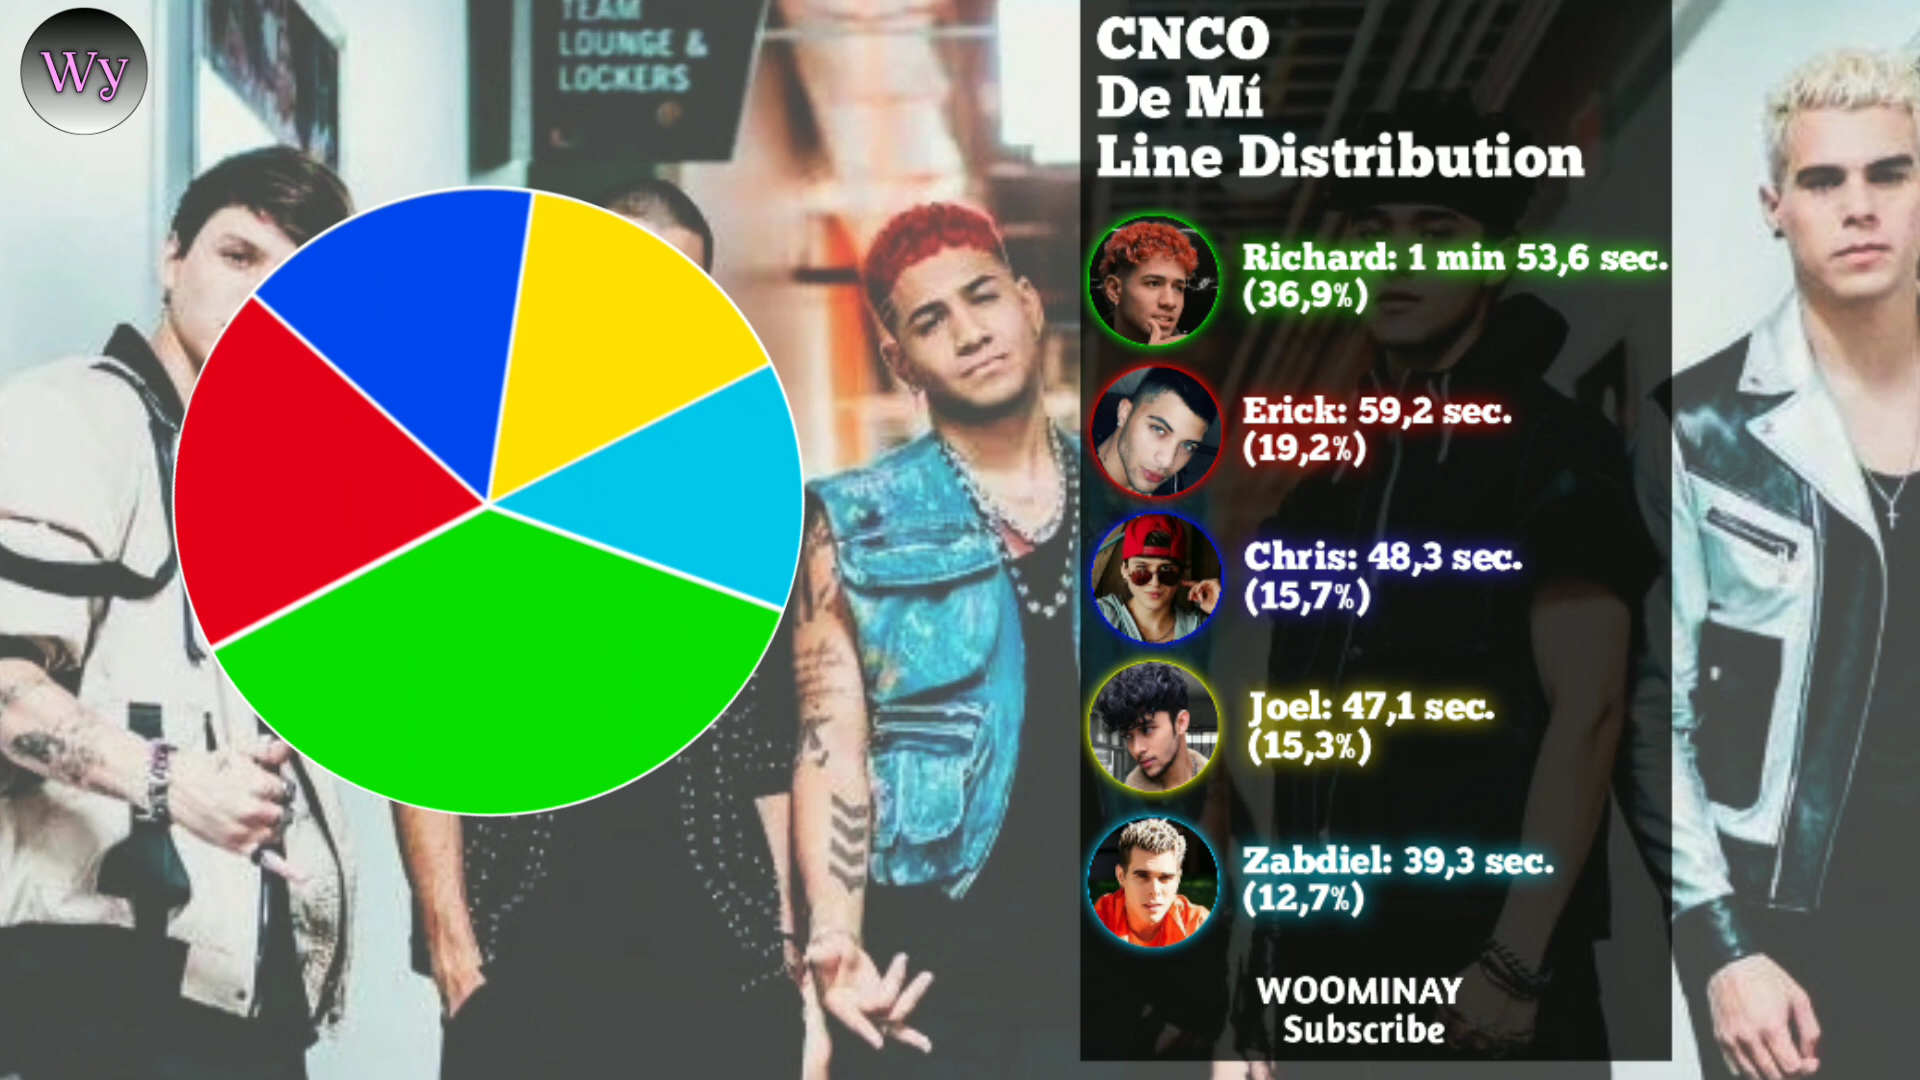 Wy
TEAM
LOUNGE &
LOCKERS
CNCO
De Mí
Line Distribution
Richard: 1 min 53,6 sec.
(36,9%)
Erick: 59,2 sec.
(19,2%)
Chris: 48,3 sec.
(15,7%)
Joel: 47,1 sec.
(15,3%)
Zabdiel: 39,3 sec.
(12,7%)
WOOMINAY
Subscribe